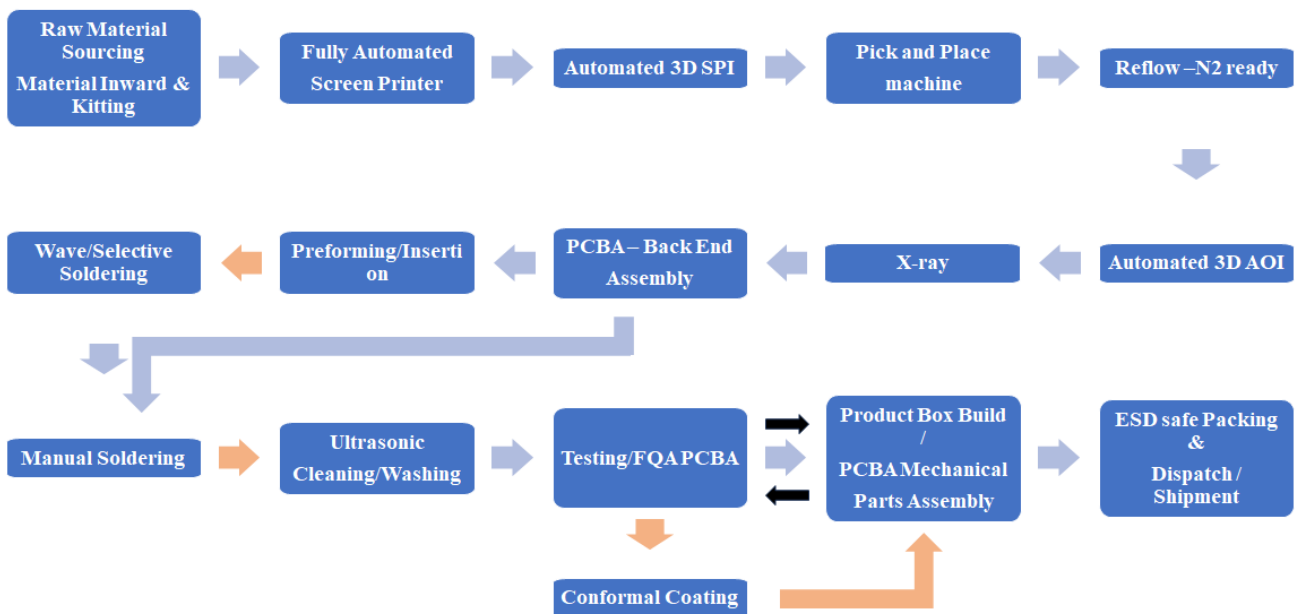 Raw Material
Sourcing
Material Inward &
Kitting
Fully Automated
Screen Printer
Automated 3D SPI
Pick and Place
machine
Reflow –N2 ready
Wave/Selective
Soldering
Preforming/Inserti
on
PCBA – Back End
Assembly
X-ray
Automated 3D AOI
Manual Soldering
Ultrasonic
Cleaning/Washing
Testing/FQA PCBA
Product Box Build
/
PCBA Mechanical
Parts Assembly
ESD safe Packing
&
Dispatch /
Shipment
Conformal Coating